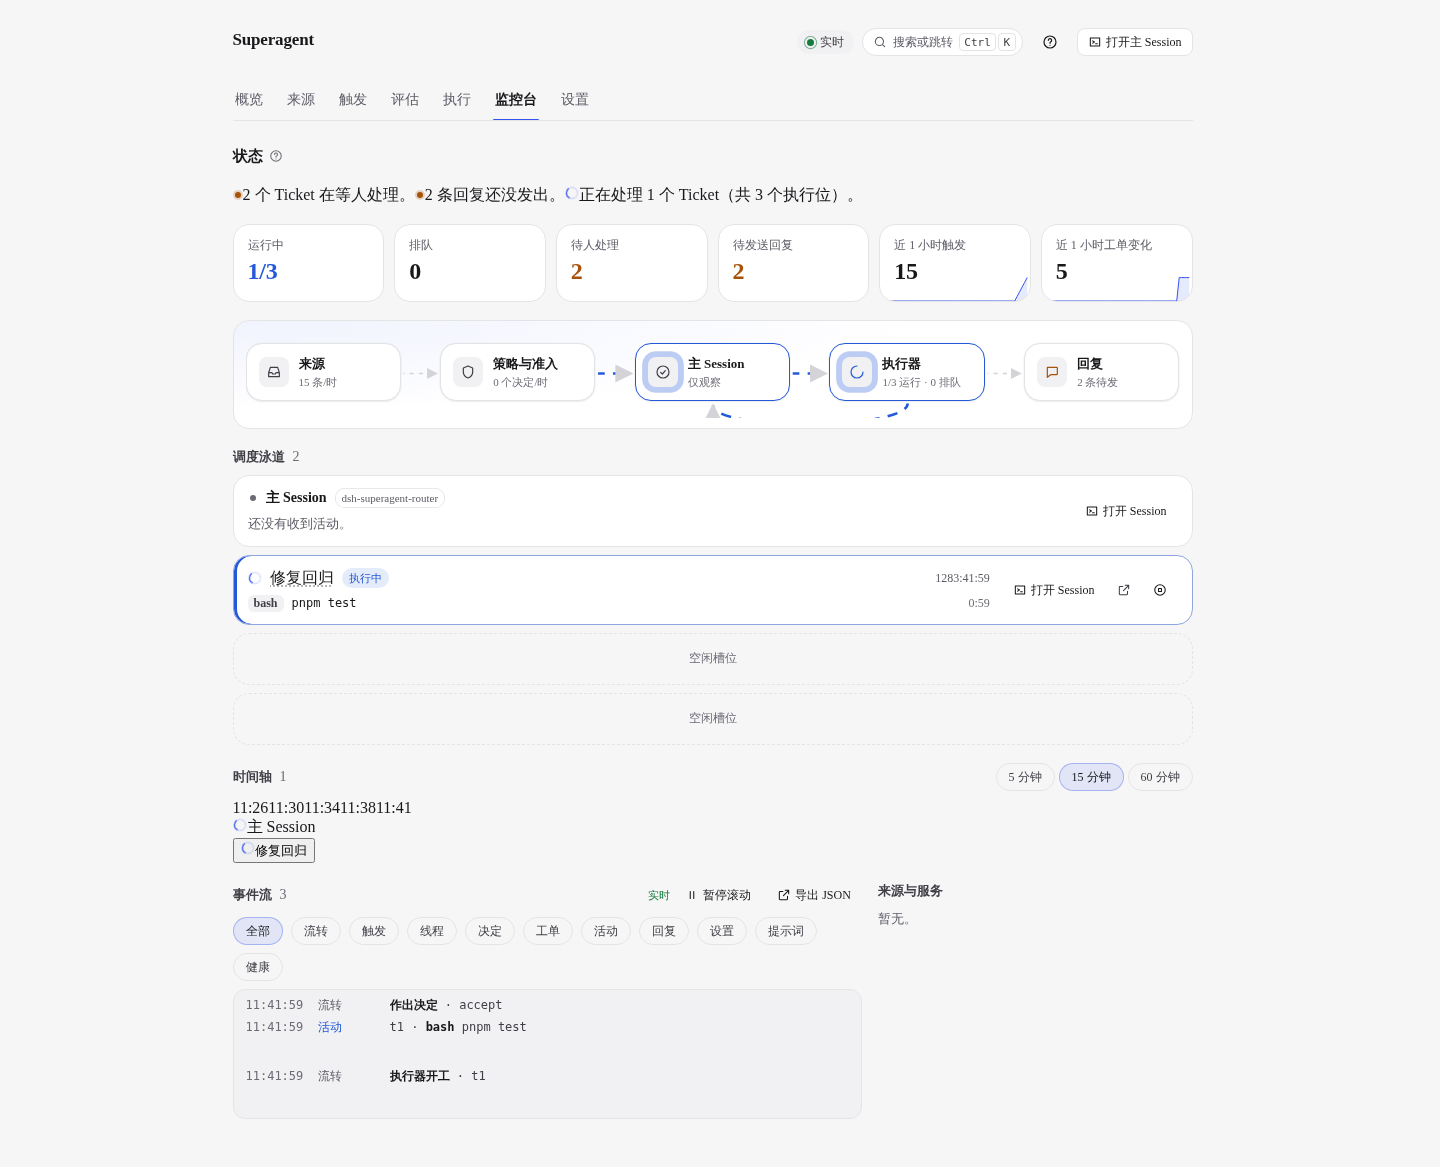 Superagent
实时
搜索或跳转 Ctrl K
打开主 Session
概览 来源 触发 评估 执行 监控台 设置
状态
2 个 Ticket 在等人处理。2 条回复还没发出。正在处理 1 个 Ticket（共 3 个执行位）。
运行中
1/3
排队
0
待人处理
2
待发送回复
2
近 1 小时触发
15
近 1 小时工单变化
5
来源
15 条/时
策略与准入
0 个决定/时
主 Session
仅观察
执行器
1/3 运行 · 0 排队
回复
2 条待发
调度泳道 2
主 Session dsh-superagent-router
还没有收到活动。
打开 Session
修复回归 执行中 1283:41:59
bash pnpm test 0:59
打开 Session
空闲槽位
空闲槽位
时间轴 1
5 分钟 15 分钟 60 分钟
11:2611:3011:3411:3811:41
主 Session
修复回归
事件流 3
实时 暂停滚动 导出 JSON
全部 流转 触发 线程 决定 工单 活动 回复 设置 提示词
健康
11:41:59 流转 作出决定 · accept
11:41:59 活动 t1 · bash pnpm test
11:41:59 流转 执行器开工 · t1
来源与服务
暂无。